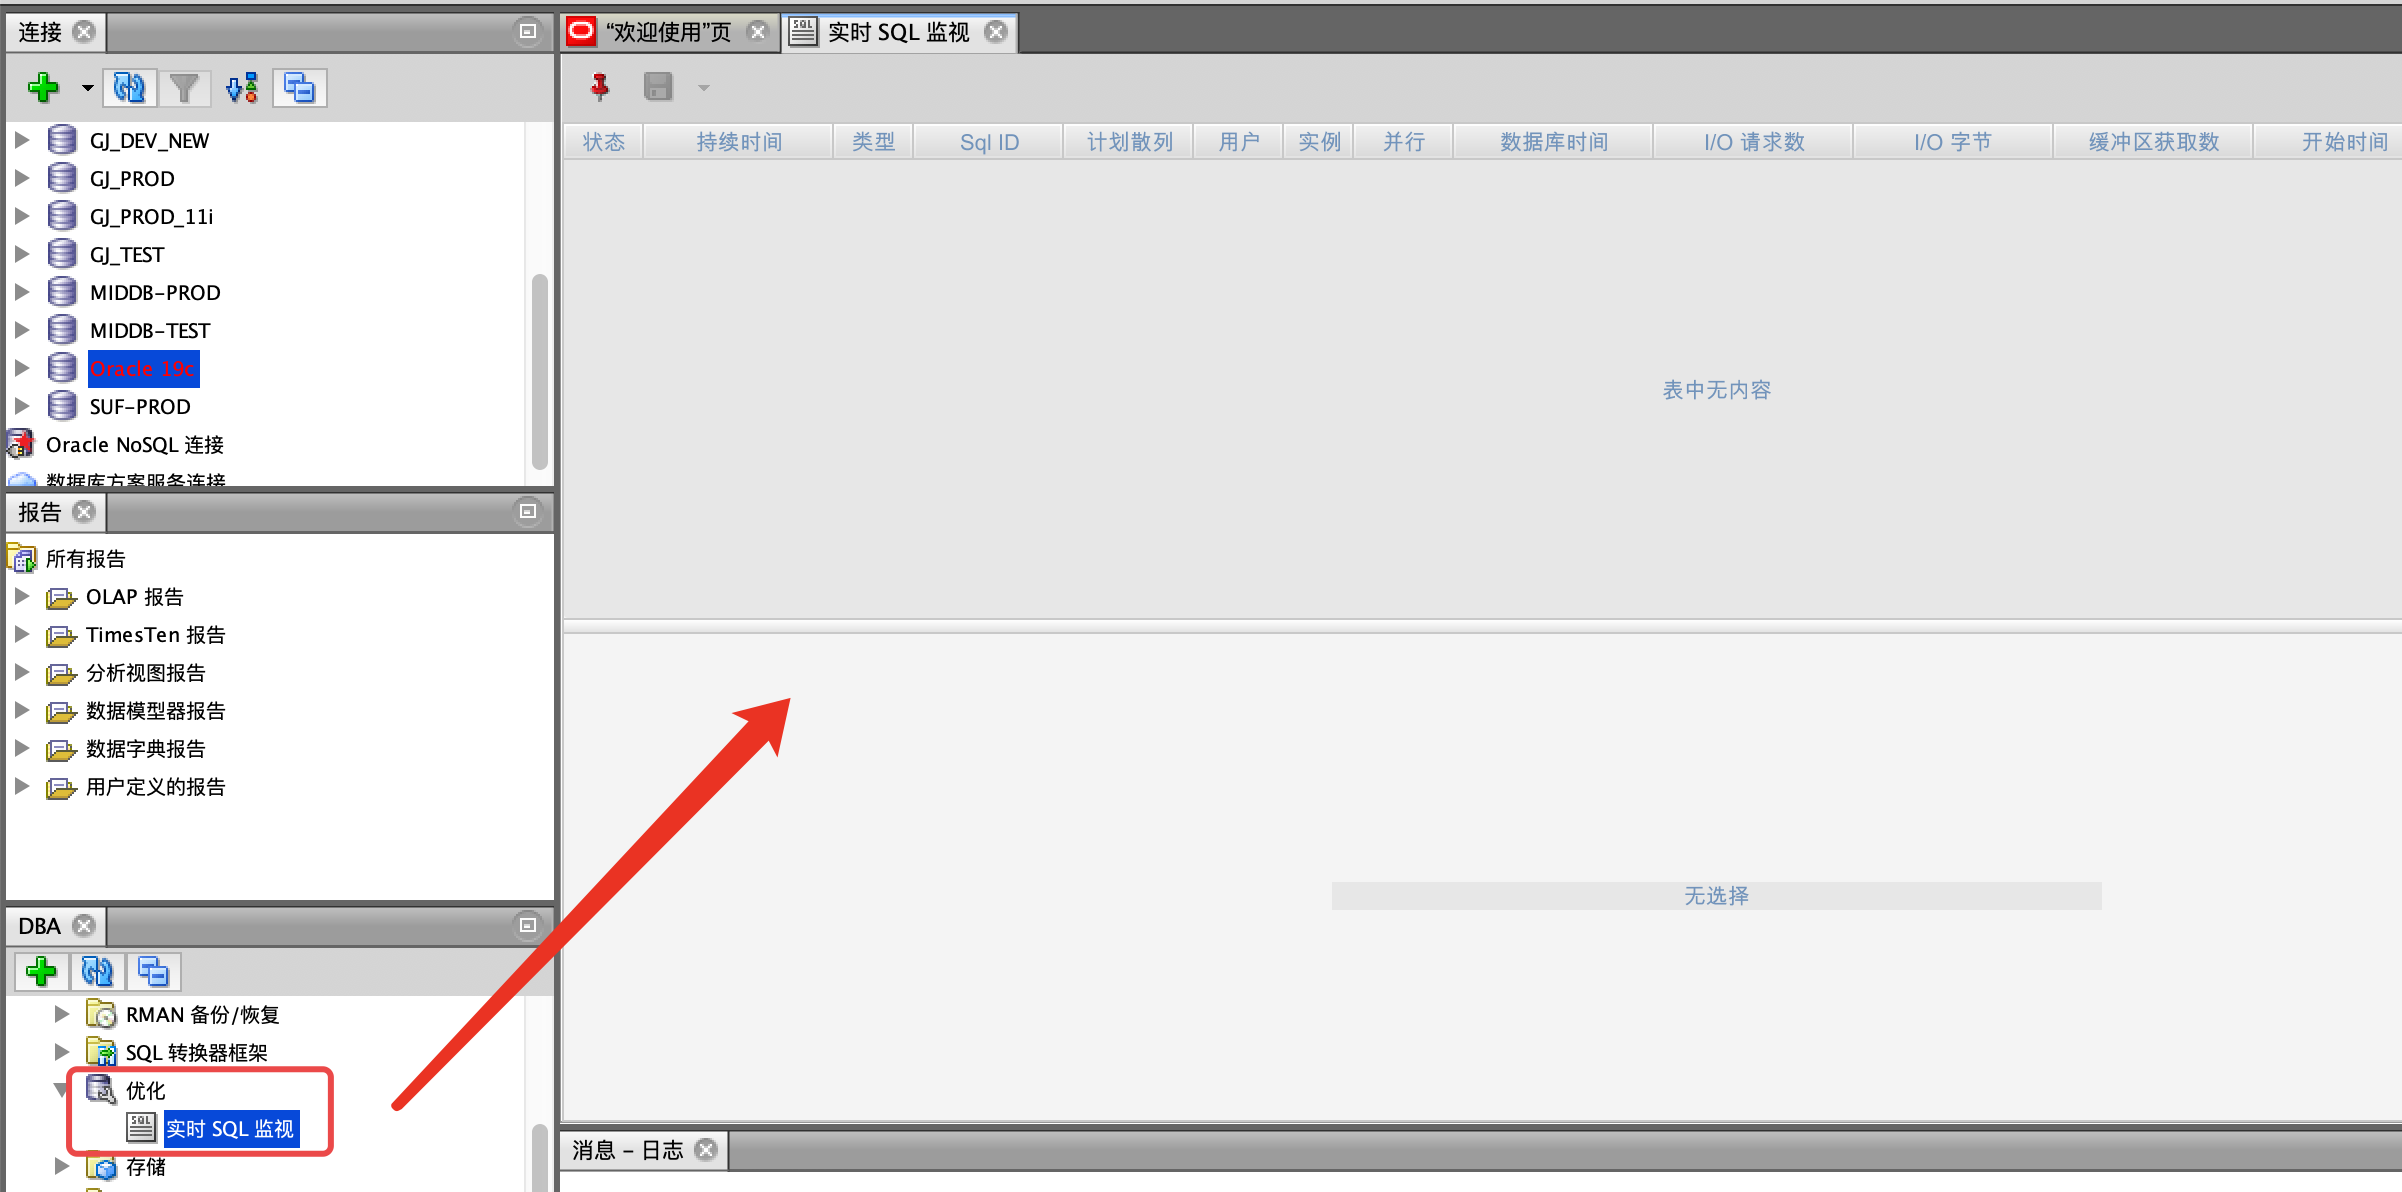 连接
GJ_DEV_NEW
GJ_PROD
GJ_PROD_11i
GJ_TEST
MIDDB-PROD
MIDDB-TEST
Oracle 19c
SUF-PROD
Oracle NoSQL 连接
数据库方案服务连接
报告
所有报告
OLAP 报告
TimesTen 报告
分析视图报告
数据模型器报告
数据字典报告
用户定义的报告
DBA
RMAN 备份/恢复
SQL 转换器框架
优化
SQL 实时 SQL 监视
存储
“欢迎使用”页
SQL 实时 SQL 监视
状态 持续时间 类型 Sql ID 计划散列 用户 实例 并行 数据库时间 I/O 请求数 I/O 字节 缓冲区获取数 开始时间
表中无内容
无选择
消息 - 日志